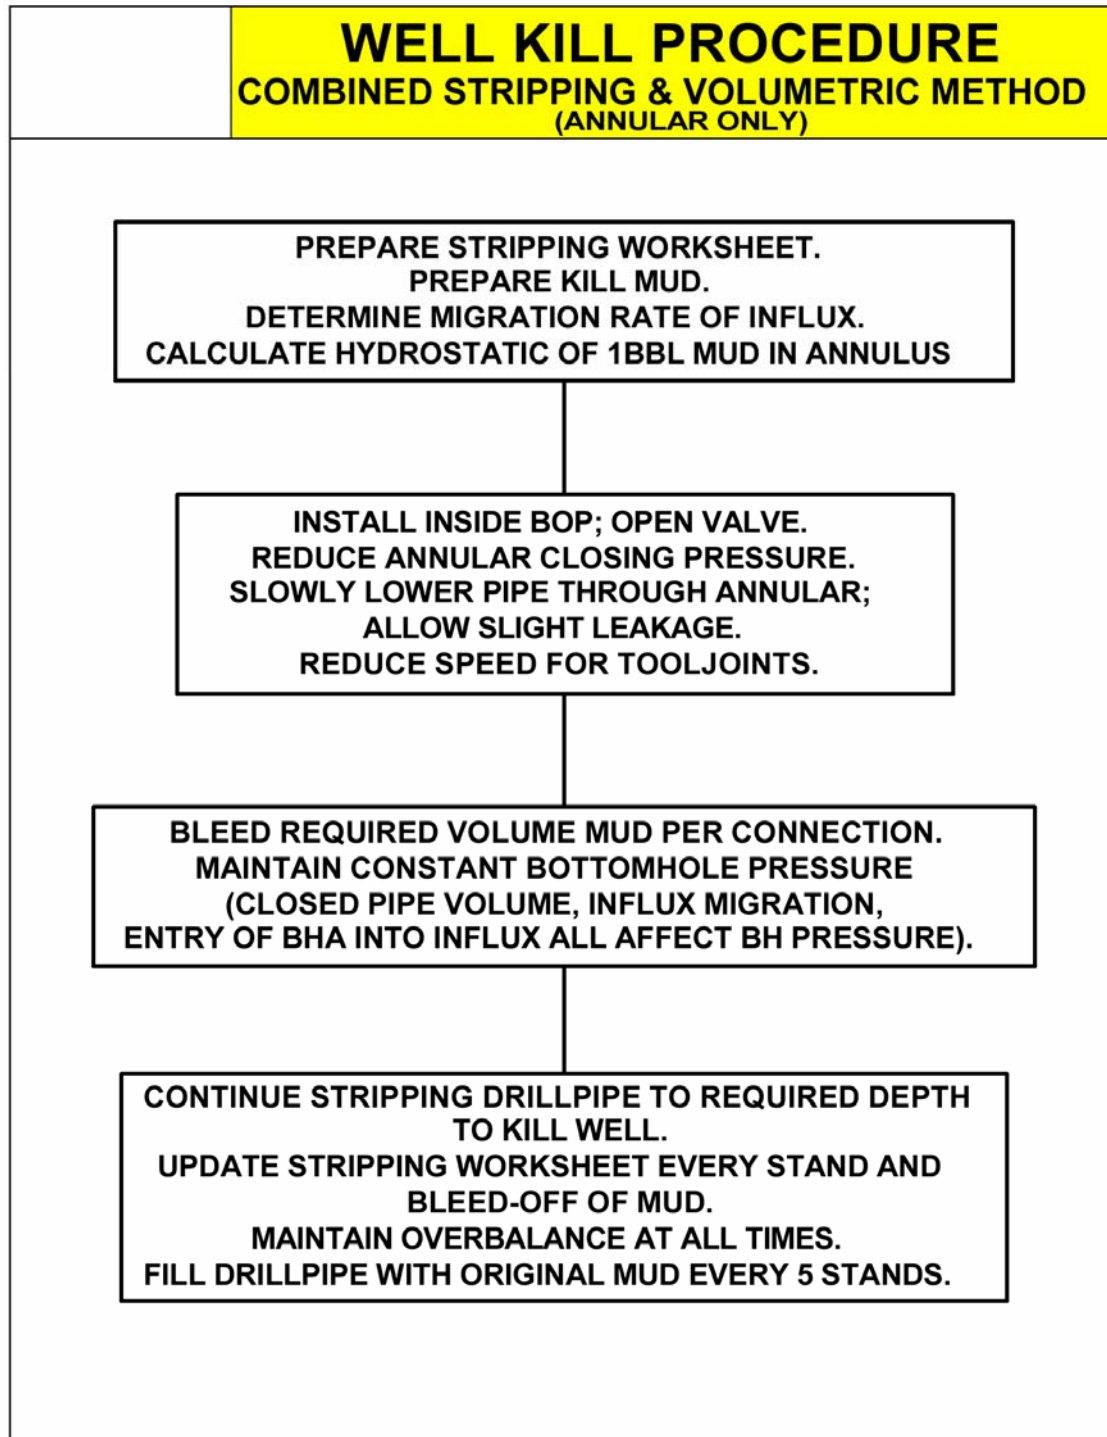 WELL KILL PROCEDURE
COMBINED STRIPPING & VOLUMETRIC METHOD
(ANNULAR ONLY)
PREPARE STRIPPING WORKSHEET.
PREPARE KILL MUD.
DETERMINE MIGRATION RATE OF INFLUX.
CALCULATE HYDROSTATIC OF 1BBL MUD IN ANNULUS
INSTALL INSIDE BOP; OPEN VALVE.
REDUCE ANNULAR CLOSING PRESSURE.
SLOWLY LOWER PIPE THROUGH ANNULAR;
ALLOW SLIGHT LEAKAGE.
REDUCE SPEED FOR TOOLJOINTS.
BLEED REQUIRED VOLUME MUD PER CONNECTION.
MAINTAIN CONSTANT BOTTOMHOLE PRESSURE
(CLOSED PIPE VOLUME, INFLUX MIGRATION,
ENTRY OF BHA INTO INFLUX ALL AFFECT BH PRESSURE).
CONTINUE STRIPPING DRILLPIPE TO REQUIRED DEPTH
TO KILL WELL.
UPDATE STRIPPING WORKSHEET EVERY STAND AND
BLEED-OFF OF MUD.
MAINTAIN OVERBALANCE AT ALL TIMES.
FILL DRILLPIPE WITH ORIGINAL MUD EVERY 5 STANDS.